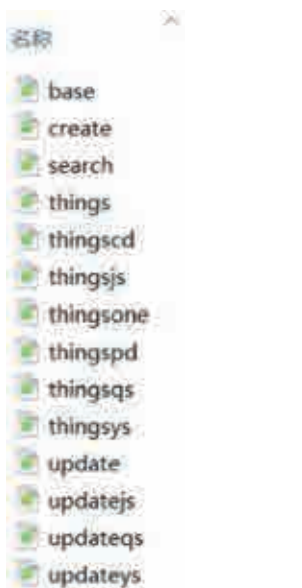 名称
base
create
search
things
thingscd
thingsjs
thingsone
thingspd
thingsqs
thingsys
update
updatejs
updateqs
updateys